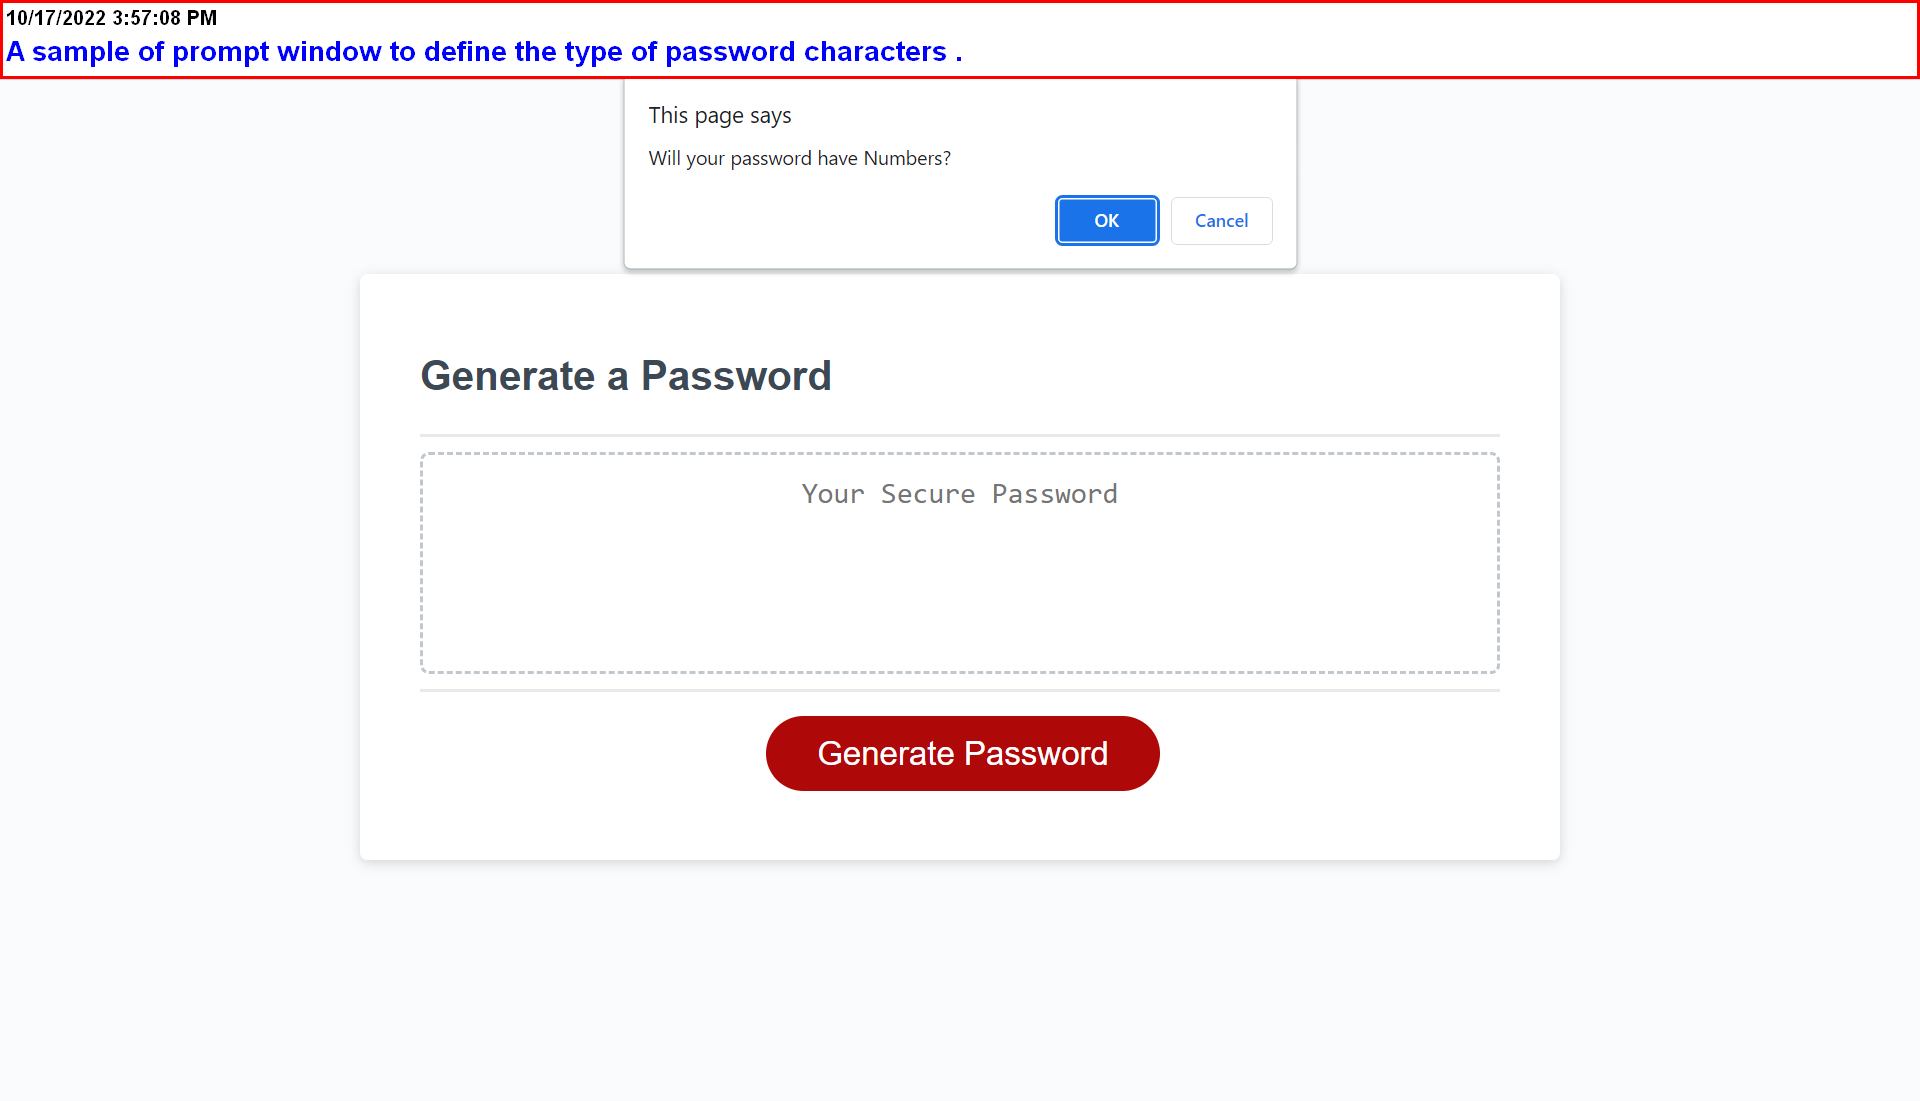 10/17/2022 3:57:08 PM
A sample of prompt window to define the type of password characters .
This page says
Will your password have Numbers?
OK
Cancel
Generate a Password
Your Secure Password
Generate Password